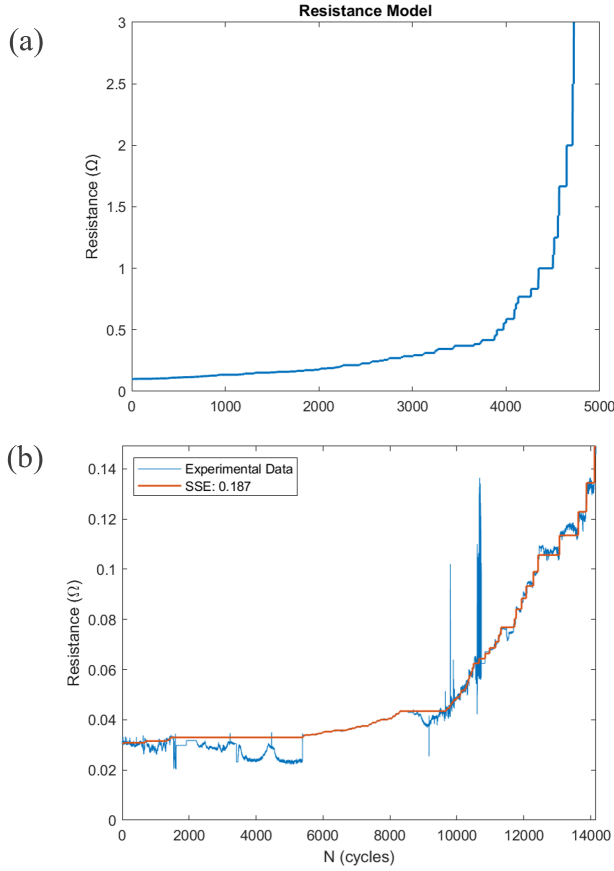 (a)
Resistance Model
Resistance (Ω)
3
2.5
2
1.5
1
0.5
0
0 1000 2000 3000 4000 5000
(b)
Experimental Data
SSE: 0.187
Resistance (Ω)
0.14
0.12
0.1
0.08
0.06
0.04
0.02
0
0 2000 4000 6000 8000 10000 12000 14000
N (cycles)